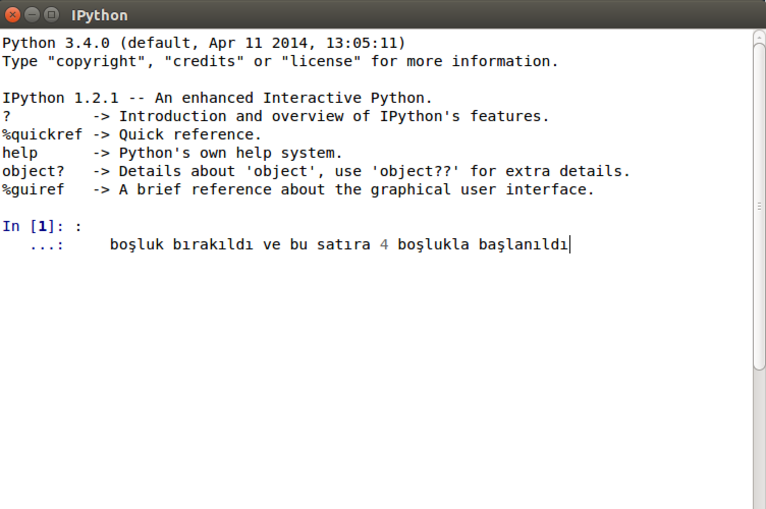 IPython
Python 3.4.0 (default, Apr 11 2014, 13:05:11)
Type "copyright", "credits" or "license" for more information.
IPython 1.2.1 -- An enhanced Interactive Python.
?         -> Introduction and overview of IPython's features.
%quickref -> Quick reference.
help      -> Python's own help system.
object?   -> Details about 'object', use 'object??' for extra details.
%guiref   -> A brief reference about the graphical user interface.
In [1]: :
   ...:     boşluk bırakıldı ve bu satıra 4 boşlukla başlanıldı